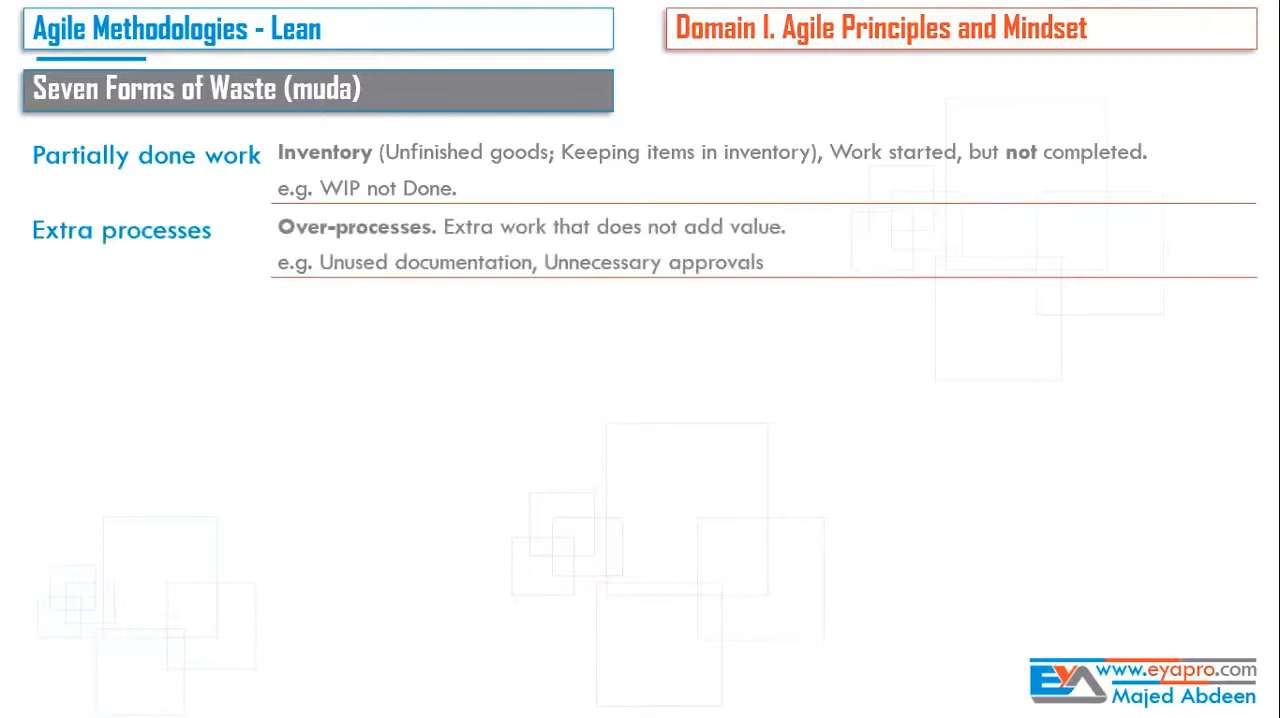 Agile Methodologies - Lean
Domain I. Agile Principles and Mindset
Seven Forms of Waste (muda)
Partially done work
Inventory (Unfinished goods; Keeping items in inventory), Work started, but not completed.
e.g. WIP not Done.
Extra processes
Over-processes. Extra work that does not add value.
e.g. Unused documentation, Unnecessary approvals
EYA
www.eyapro.com
Majed Abdeen